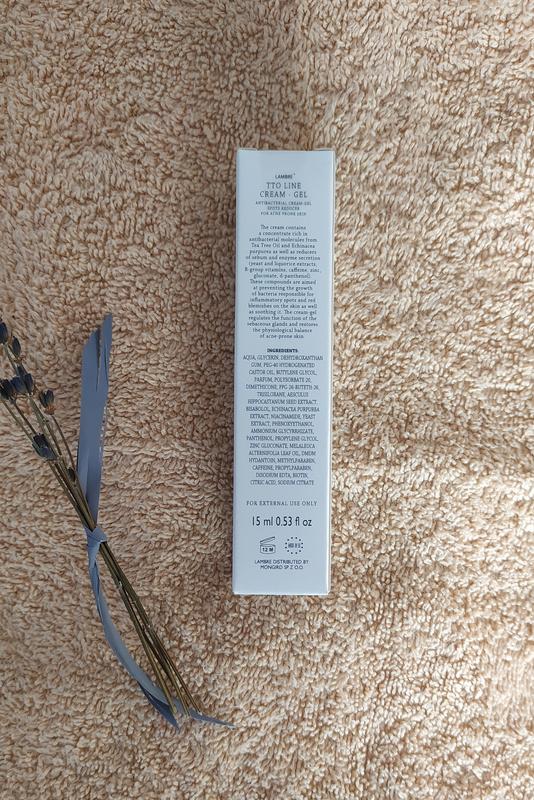 LAMBRE®
TTO LINE
CREAM - GEL
ANTIBACTERIAL CREAM-GEL
SPOTS REDUCER
FOR ACNE PRONE SKIN
The cream contains
a concentrate rich in
antibacterial molecules from
Tea Tree Oil and Echinacea
purpurea as well as reducers
of sebum and enzyme secretion
(yeast and liquorice extracts,
B-group vitamins, caffeine, zinc,
gluconate, d-panthenol).
These compounds are aimed
at preventing the growth
of bacteria responsible for
inflammatory spots and red
blemishes on the skin as well
as soothing it. The cream-gel
regulates the function of the
sebaceous glands and restores
the physiological balance
of acne-prone skin.
INGREDIENTS:
AQUA, GLYCERIN, DEHYDROXANTHAN
GUM, PEG-40 HYDROGENATED
CASTOR OIL, BUTYLENE GLYCOL,
PARFUM, POLYSORBATE 20,
DIMETHICONE, PPG-26-BUTETH-26,
TRISILOXANE, AESCULUS
HIPPOCASTANUM SEED EXTRACT,
BISABOLOL, ECHINACEA PURPUREA
EXTRACT, NIACINAMIDE, YEAST
EXTRACT, PHENOXYETHANOL,
AMMONIUM GLYCYRRHIZATE,
PANTHENOL, PROPYLENE GLYCOL,
ZINC GLUCONATE, MELALEUCA
ALTERNIFOLIA LEAF OIL, DMDM
HYDANTOIN, METHYLPARABEN,
CAFFEINE, PROPYLPARABEN,
DISODIUM EDTA, BIOTIN,
CITRIC ACID, SODIUM CITRATE
FOR EXTERNAL USE ONLY
15 ml 0.53 fl oz
12 M
LAMBRE DISTRIBUTED BY
MONGIRD SP. Z O.O.